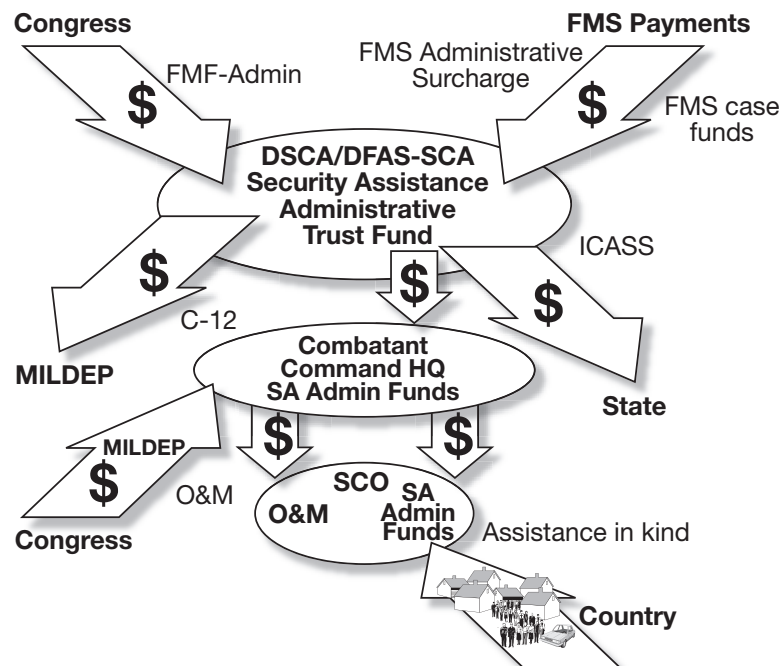 Congress
FMS Payments
FMF-Admin
FMS Administrative
Surcharge
$
$
FMS case
funds
DSCA/DFAS-SCA
Security Assistance
Administrative
Trust Fund
ICASS
$
$
$
C-12
MILDEP
Combatant
Command HQ
SA Admin Funds
State
MILDEP
$
$
$
O&M
Congress
SCO
O&M
SA
Admin
Funds
Assistance in kind
Country